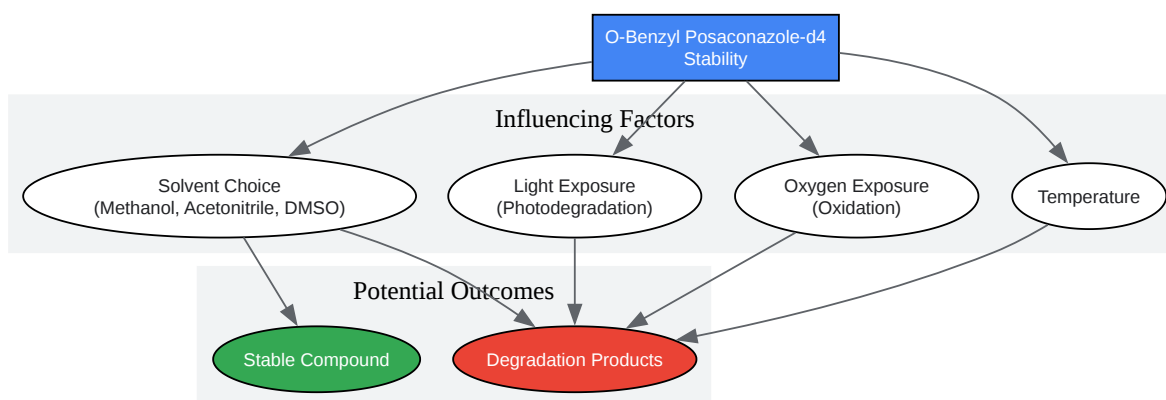 O-Benzyl Posaconazole-d4
Stability
Influencing Factors
Solvent Choice
(Methanol, Acetonitrile, DMSO)
Light Exposure
(Photodegradation)
Oxygen Exposure
(Oxidation)
Temperature
Potential Outcomes
Stable Compound
Degradation Products